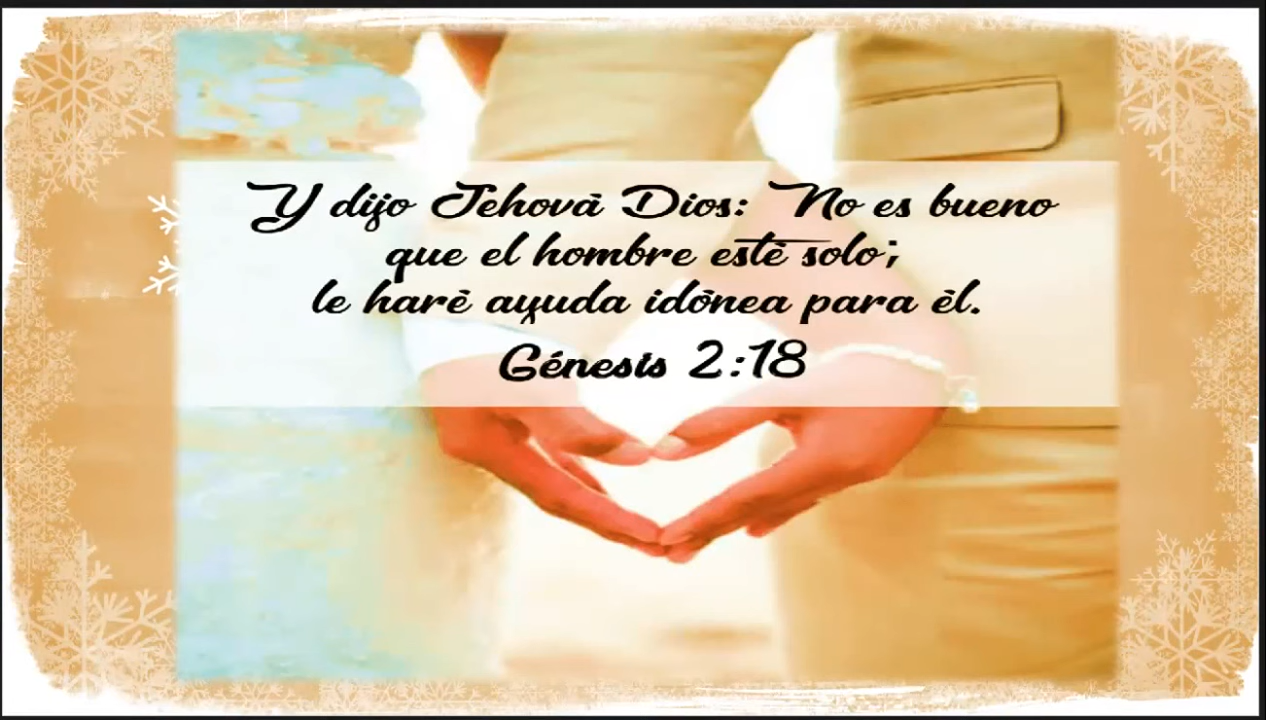 Y dijo Jehová Dios: No es bueno
que el hombre esté solo;
le haré ayuda idónea para él.
Génesis 2:18